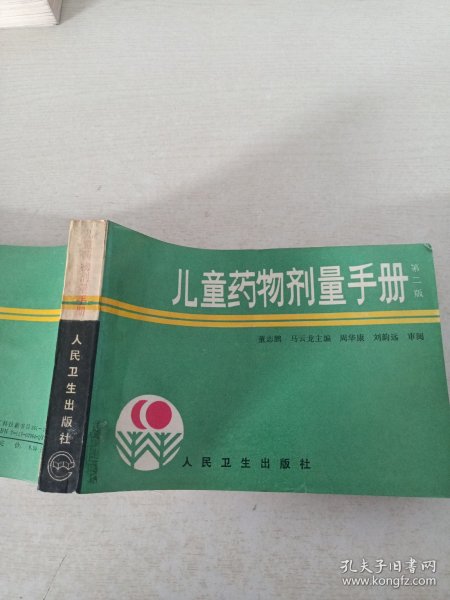 儿童药物剂量手册
第二版
董志鹏 马云龙主编 周华康 刘韵远 审阅
人民卫生出版社
人民卫生出版社
孔夫子旧书网
www.kongfz.com